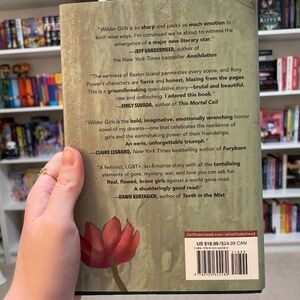 "Wilder Girls is so sharp and packs so much emotion in
such wise ways. I'm convinced we're about to witness the
emergence of a major new literary star."
—JEFF VANDERMEER, author of
the New York Times bestseller Annihilation
"The eeriness of Raxter Island permeates every scene, and Rory
Power's characters are fierce and honest, blazing from the pages.
This is a groundbreaking speculative story—brutal and beautiful,
raw and unflinching. I adored this book."
—EMILY SUVADA, author of This Mortal Coil
"Wilder Girls is the bold, imaginative, emotionally wrenching horror
novel of my dreams—one that celebrates the resilience of
girls and the earthshaking power of their friendships.
An eerie, unforgettable triumph."
—CLAIRE LEGRAND, New York Times bestselling author of Furyborn
"A feminist, LGBT+, sci-fi-horror story with all the tantalizing
elements of gore, mystery, war, and love you can ask for.
Real, flawed, brave girls against a world gone mad.
A shudderingly good read."
—DAWN KURTAGICH, author of Teeth in the Mist
GetUnderlined.com | @GetUnderlined
US $18.99 /$24.99 CAN